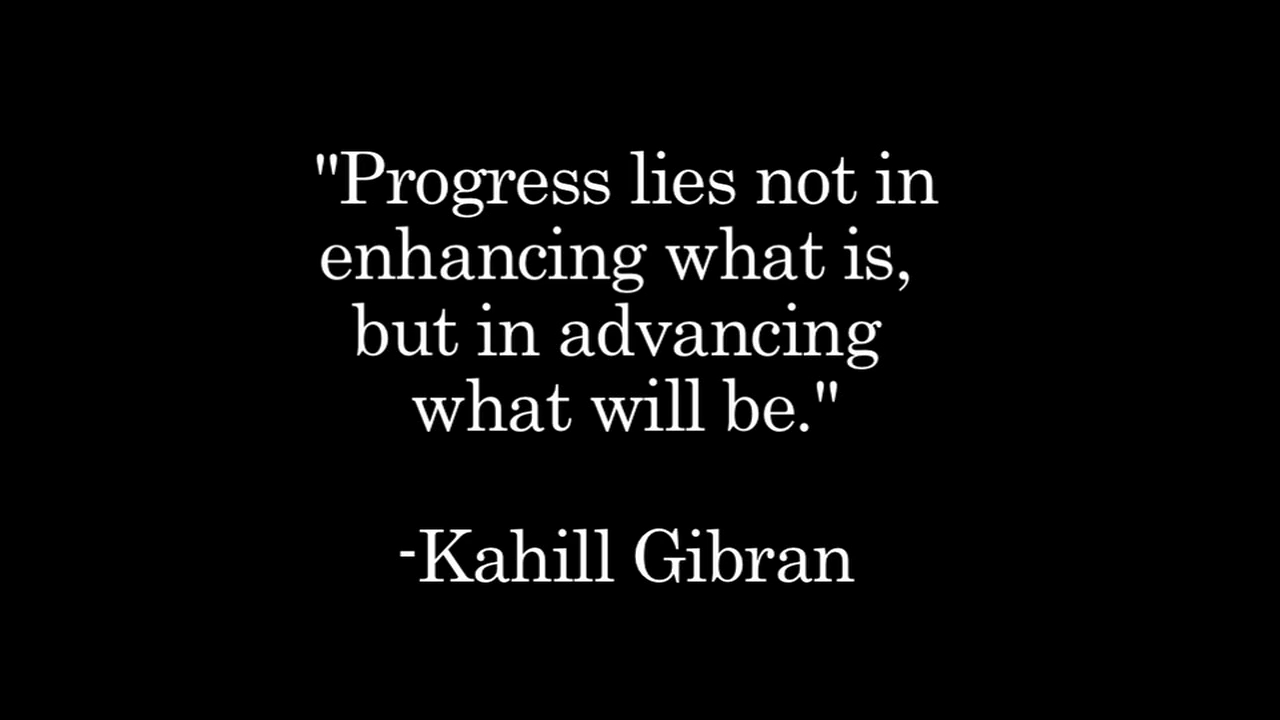 "Progress lies not in
enhancing what is,
but in advancing
what will be."
-Kahill Gibran